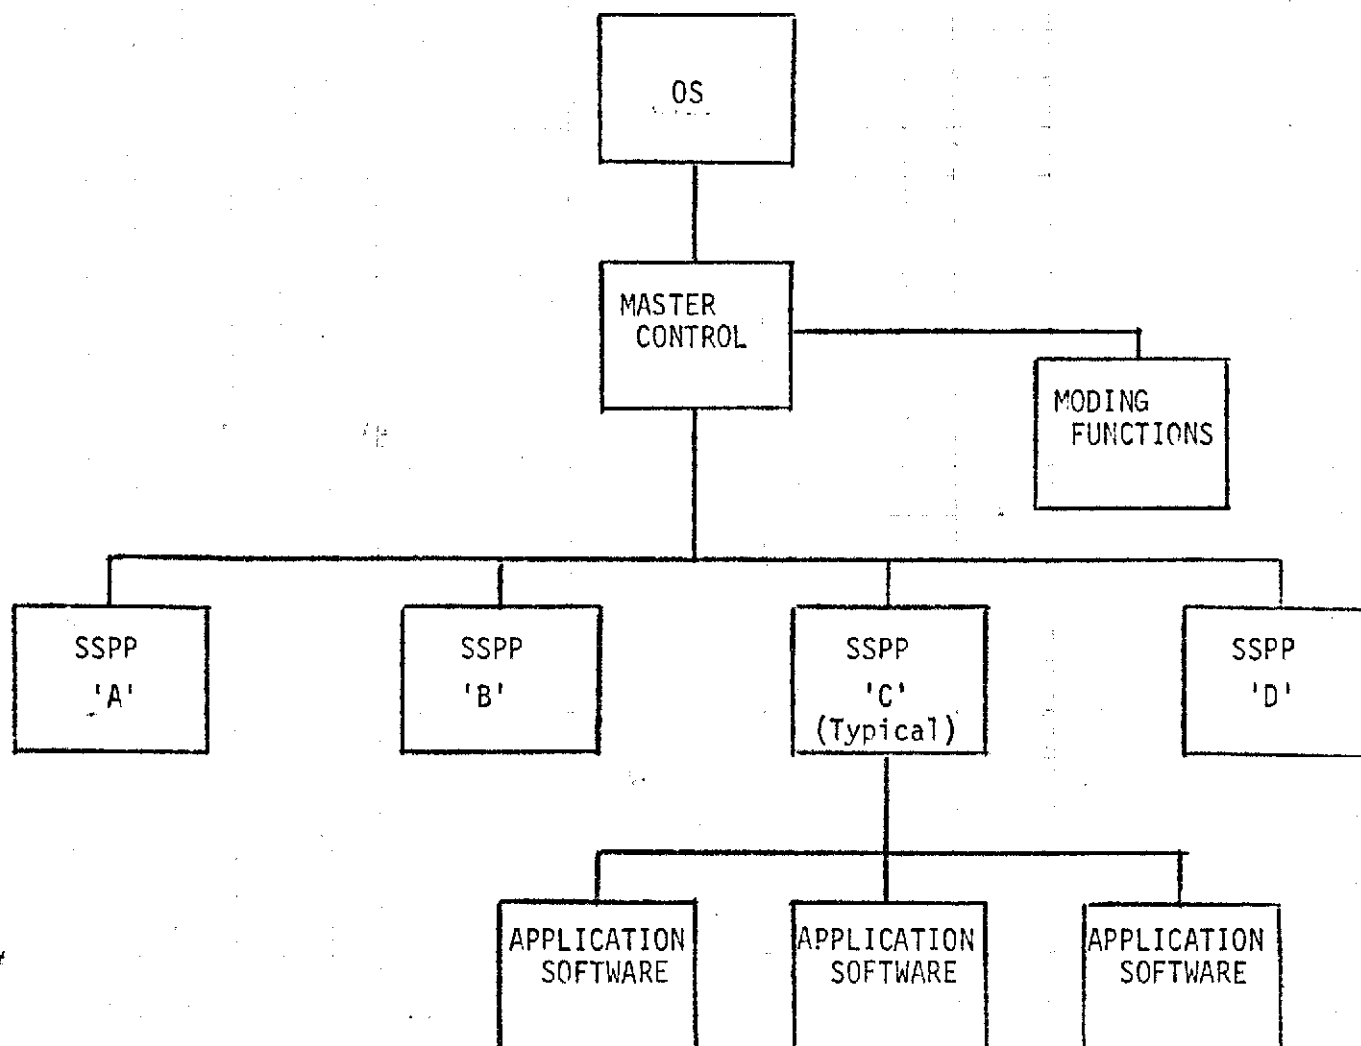 OS
MASTER
CONTROL
MODING
FUNCTIONS
SSPP
'A'
SSPP
'B'
SSPP
'C'
(Typical)
SSPP
'D'
APPLICATION
SOFTWARE
APPLICATION
SOFTWARE
APPLICATION
SOFTWARE